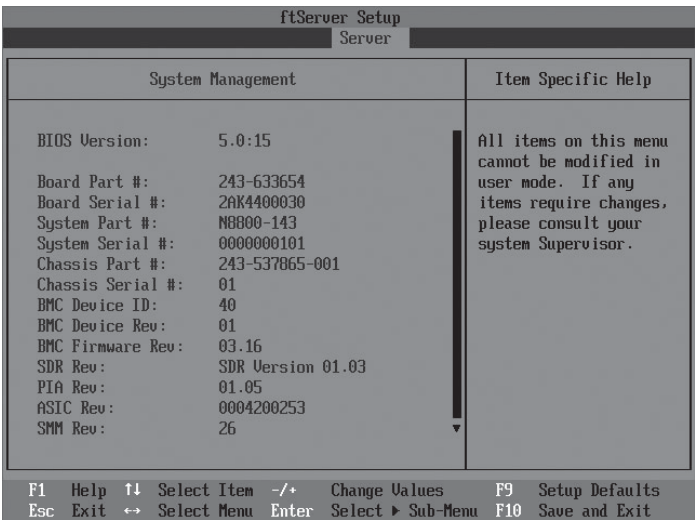 ftServer Setup
Server
System Management
BIOS Version: 5.0:15
Board Part #: 243-633654
Board Serial #: 2AK4400030
System Part #: N8800-143
System Serial #: 0000000101
Chassis Part #: 243-537865-001
Chassis Serial #: 01
BMC Device ID: 40
BMC Device Rev: 01
BMC Firmware Rev: 03.16
SDR Rev: SDR Version 01.03
PIA Rev: 01.05
ASIC Rev: 0004200253
SMM Rev: 26
Item Specific Help
All items on this menu
cannot be modified in
user mode. If any
items require changes,
please consult your
system Supervisor.
F1 Help ↑↓ Select Item -/+ Change Values F9 Setup Defaults
Esc Exit ↔ Select Menu Enter Select ▶ Sub-Menu F10 Save and Exit